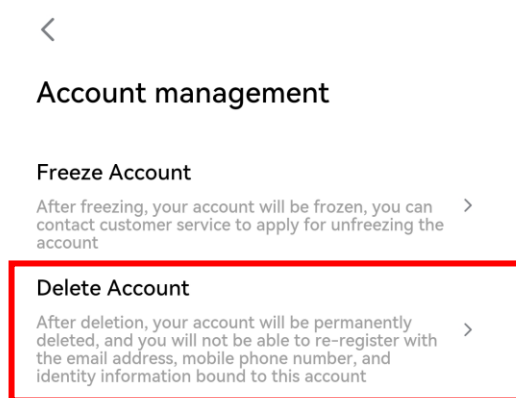 Account management
Freeze Account
After freezing, your account will be frozen, you can
contact customer service to apply for unfreezing the
account
Delete Account
After deletion, your account will be permanently
deleted, and you will not be able to re-register with
the email address, mobile phone number, and
identity information bound to this account